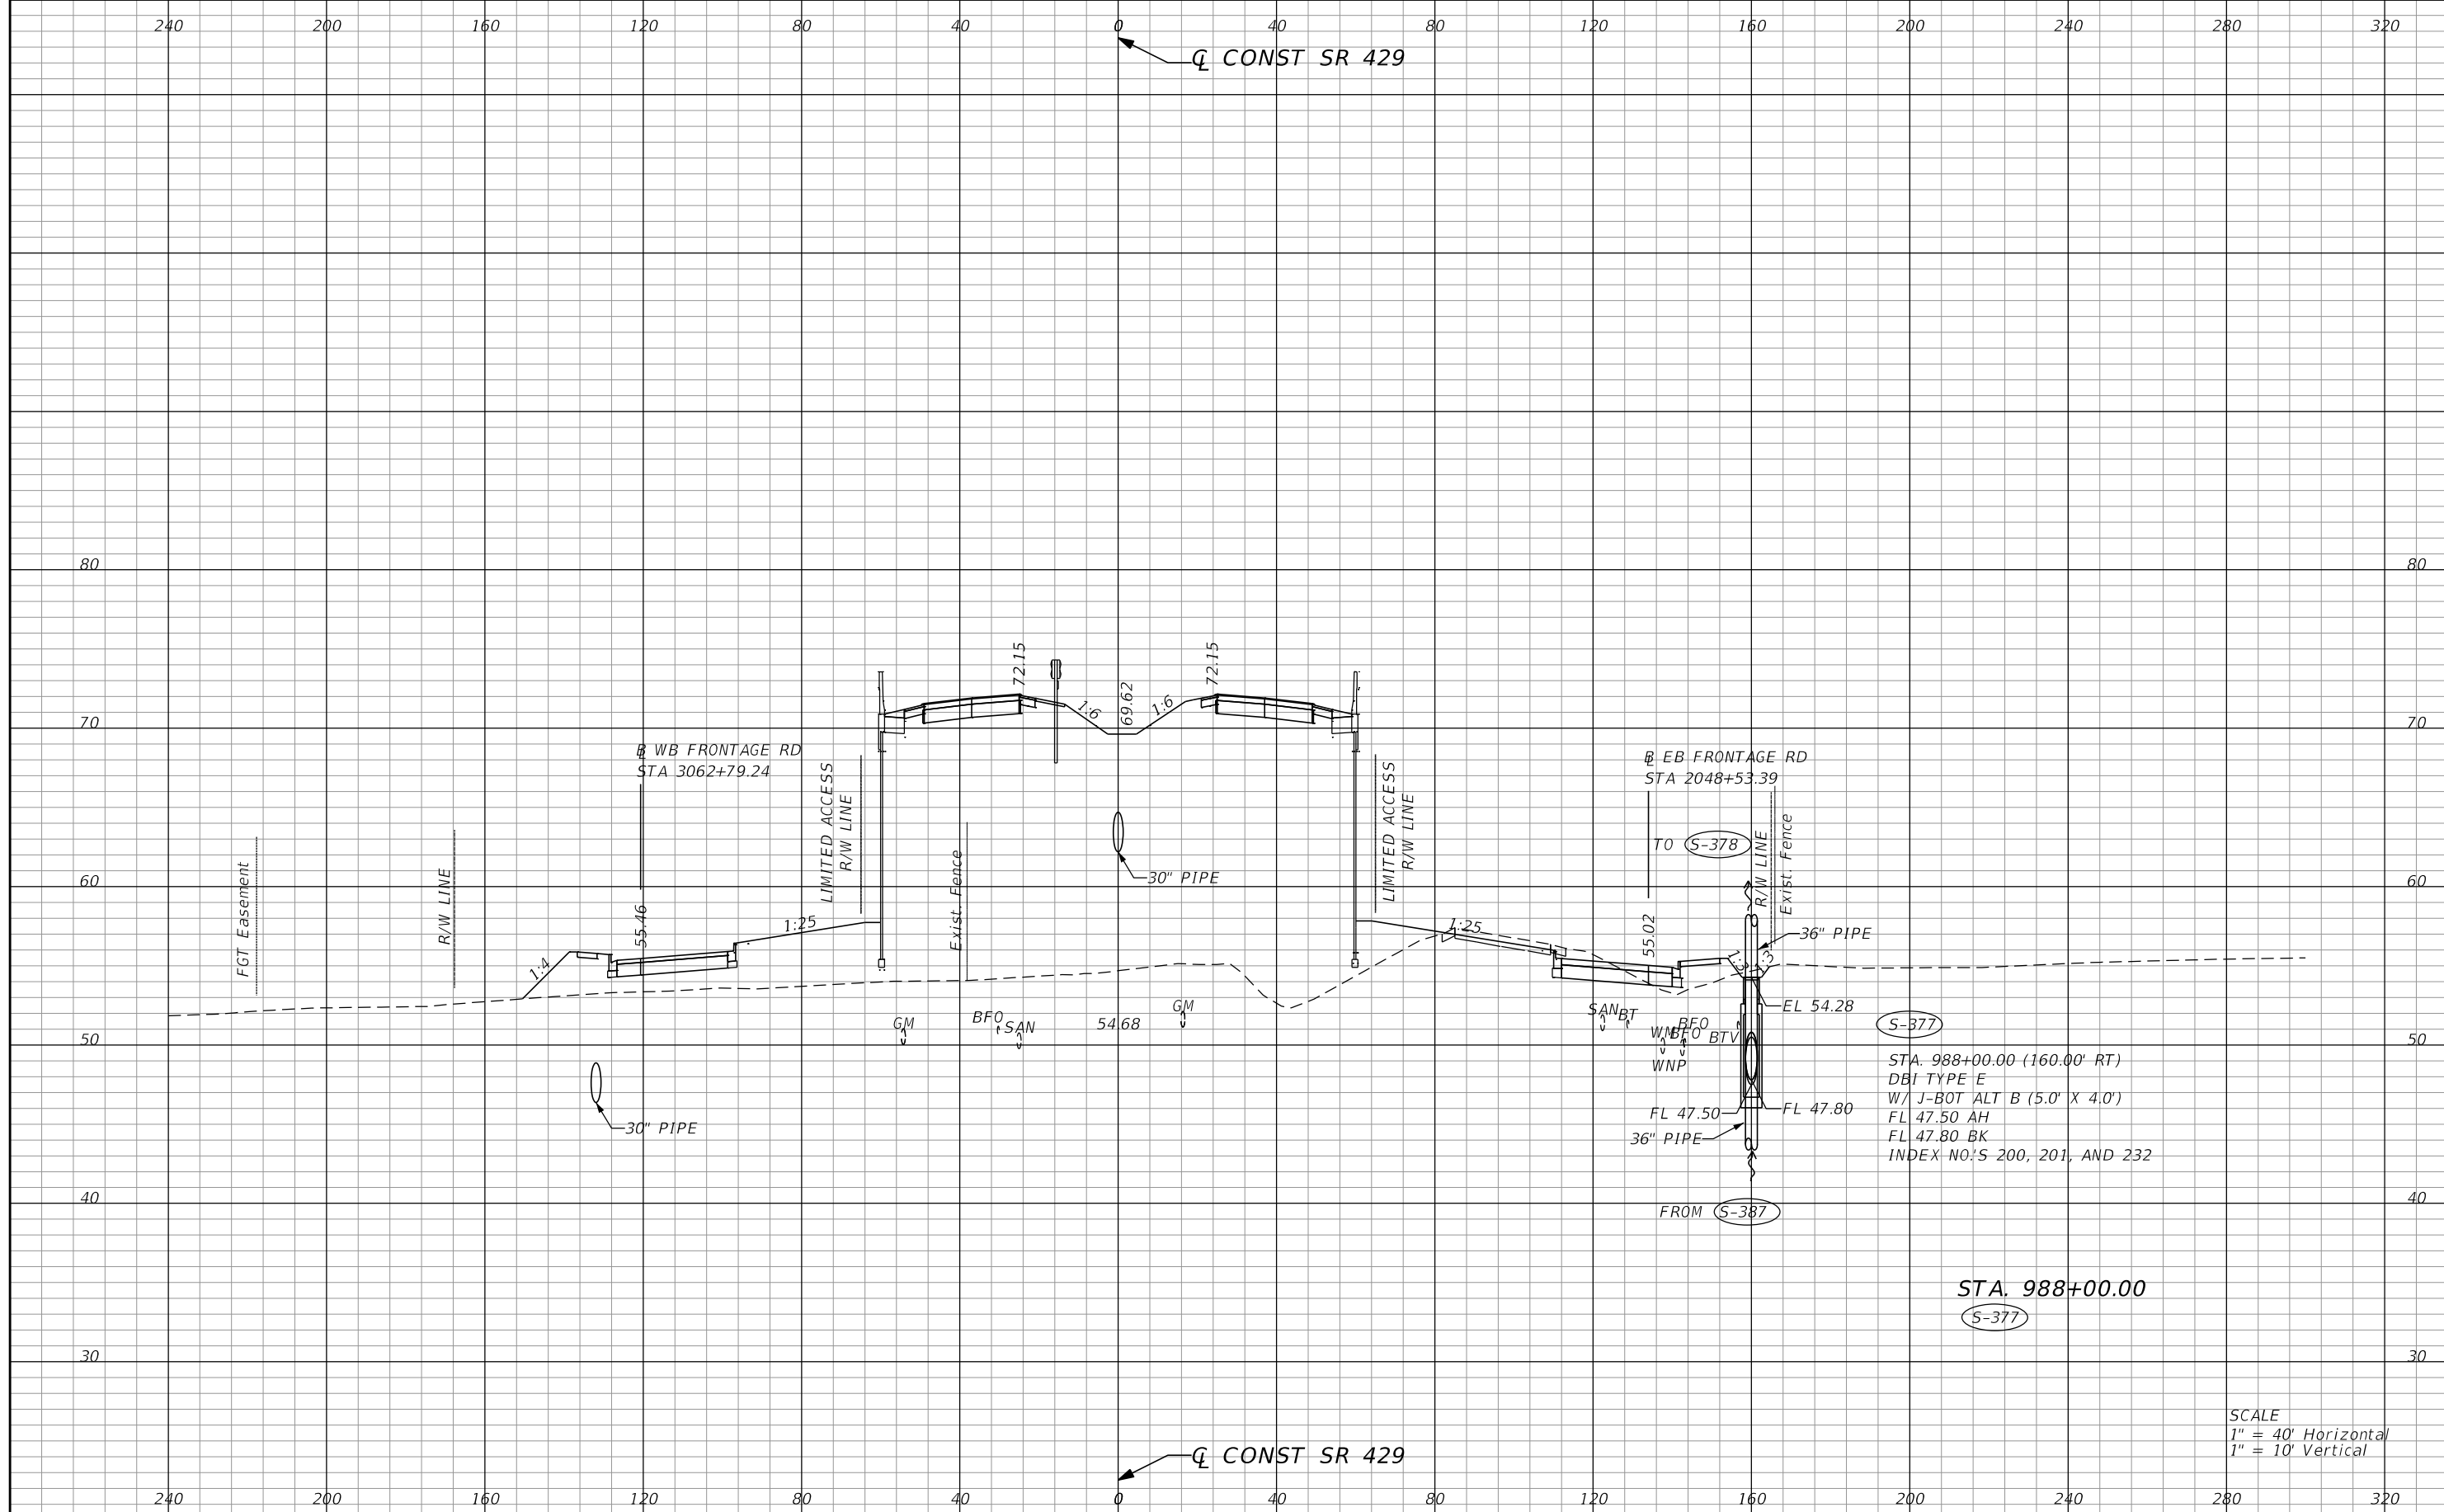 240 200 160 120 80 40 0 40 80 120 160 200 240 280 320
℄ CONST SR 429
80 80
72.15
72.15
1:6
69.62
1:6
70 70
B WB FRONTAGE RD
STA 3062+79.24
B EB FRONTAGE RD
STA 2048+53.39
LIMITED ACCESS
R/W LINE
LIMITED ACCESS
R/W LINE
TO S-378
R/W LINE
Exist. Fence
FGT Easement
R/W LINE
Exist. Fence
30" PIPE
60 60
55.46
1:25
1:25
55.02
36" PIPE
1:4
1:3
1:3
EL 54.28
GM
BFO
SAN
54.68
GM
SAN
BT
WM
BFO
BFO
BTV
WNP
S-377
50 50
STA. 988+00.00 (160.00' RT)
DBI TYPE E
W/ J-BOT ALT B (5.0' X 4.0')
FL 47.50 AH
FL 47.80 BK
INDEX NO.'S 200, 201, AND 232
FL 47.50
FL 47.80
30" PIPE
36" PIPE
40 40
FROM S-387
STA. 988+00.00
S-377
30 30
SCALE
1" = 40' Horizontal
1" = 10' Vertical
℄ CONST SR 429
240 200 160 120 80 40 0 40 80 120 160 200 240 280 320